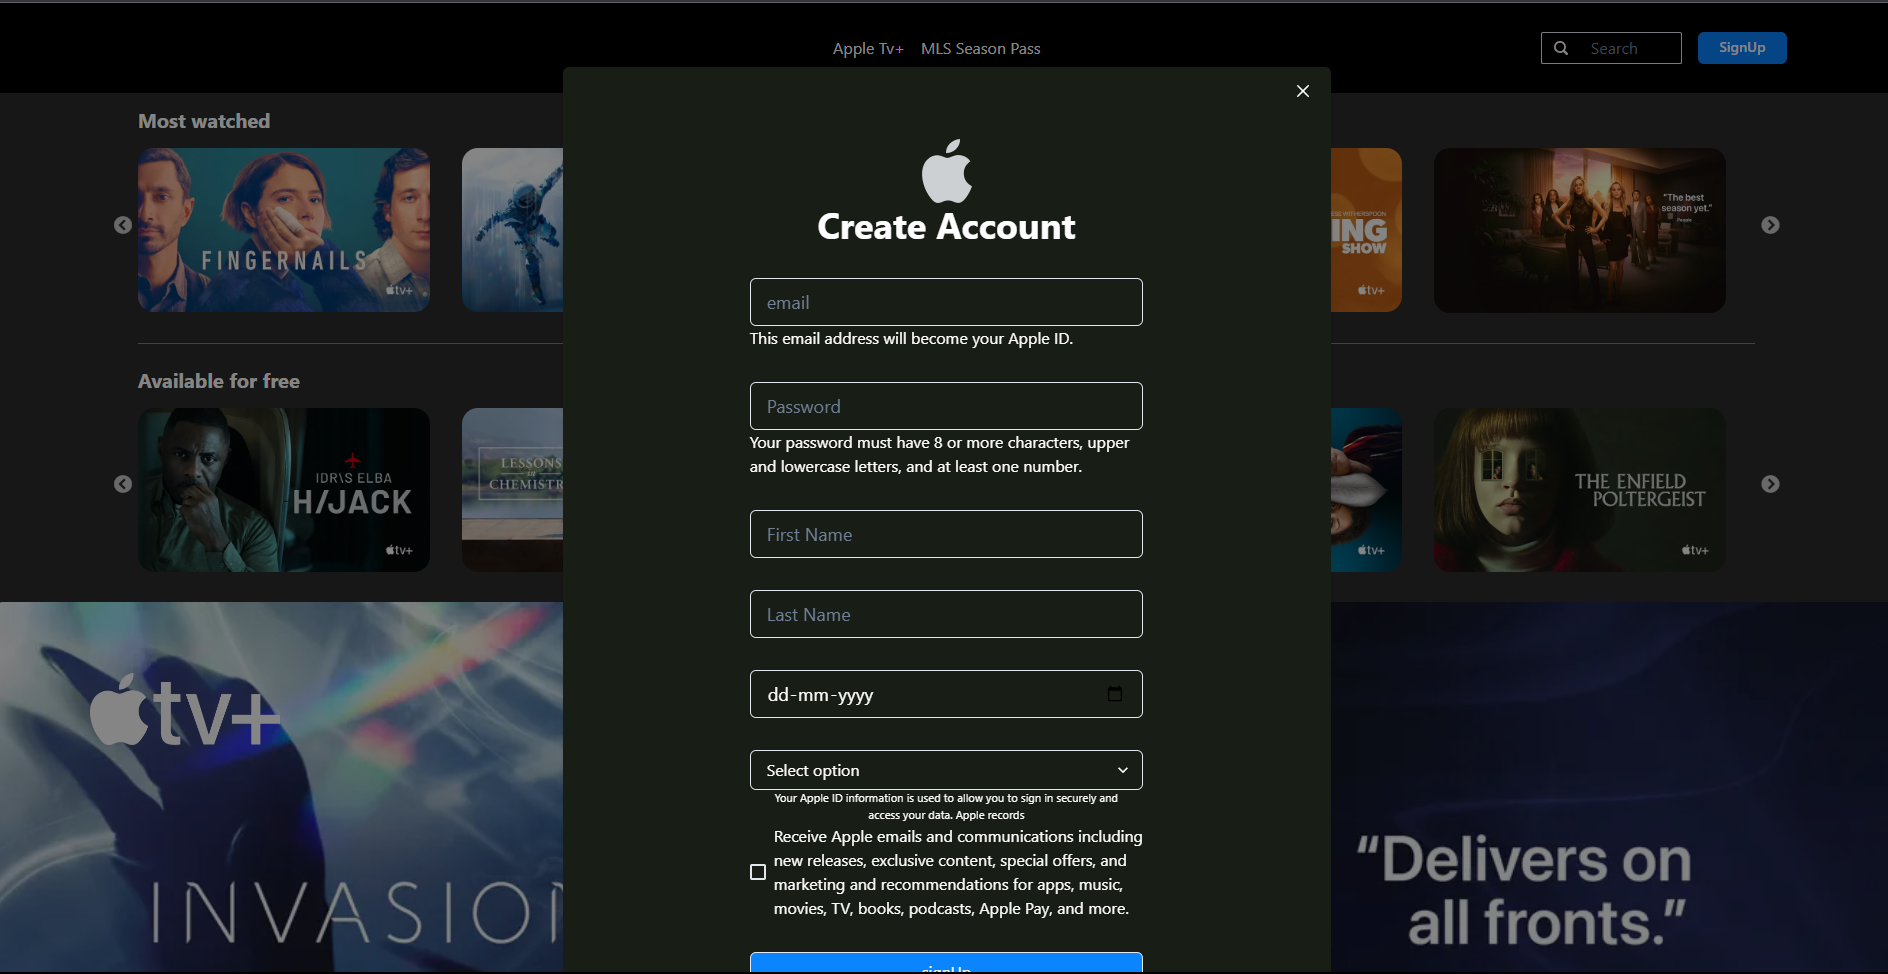 Apple Tv+ MLS Season Pass Search SignUp
Most watched
FINGERNAILS
tv+
ESE WITHERSPOON
ING
SHOW
tv+
"The best
season yet."
People
Available for free
IDRIS ELBA
H/JACK
tv+
LESSONS
in
CHEMISTR
tv+
THE ENFIELD
POLTERGEIST
tv+
tv+
INVASION
"Delivers on
all fronts."
Create Account
email
This email address will become your Apple ID.
Password
Your password must have 8 or more characters, upper
and lowercase letters, and at least one number.
First Name
Last Name
dd-mm-yyyy
Select option
Your Apple ID information is used to allow you to sign in securely and
access your data. Apple records
Receive Apple emails and communications including
new releases, exclusive content, special offers, and
marketing and recommendations for apps, music,
movies, TV, books, podcasts, Apple Pay, and more.
signUp